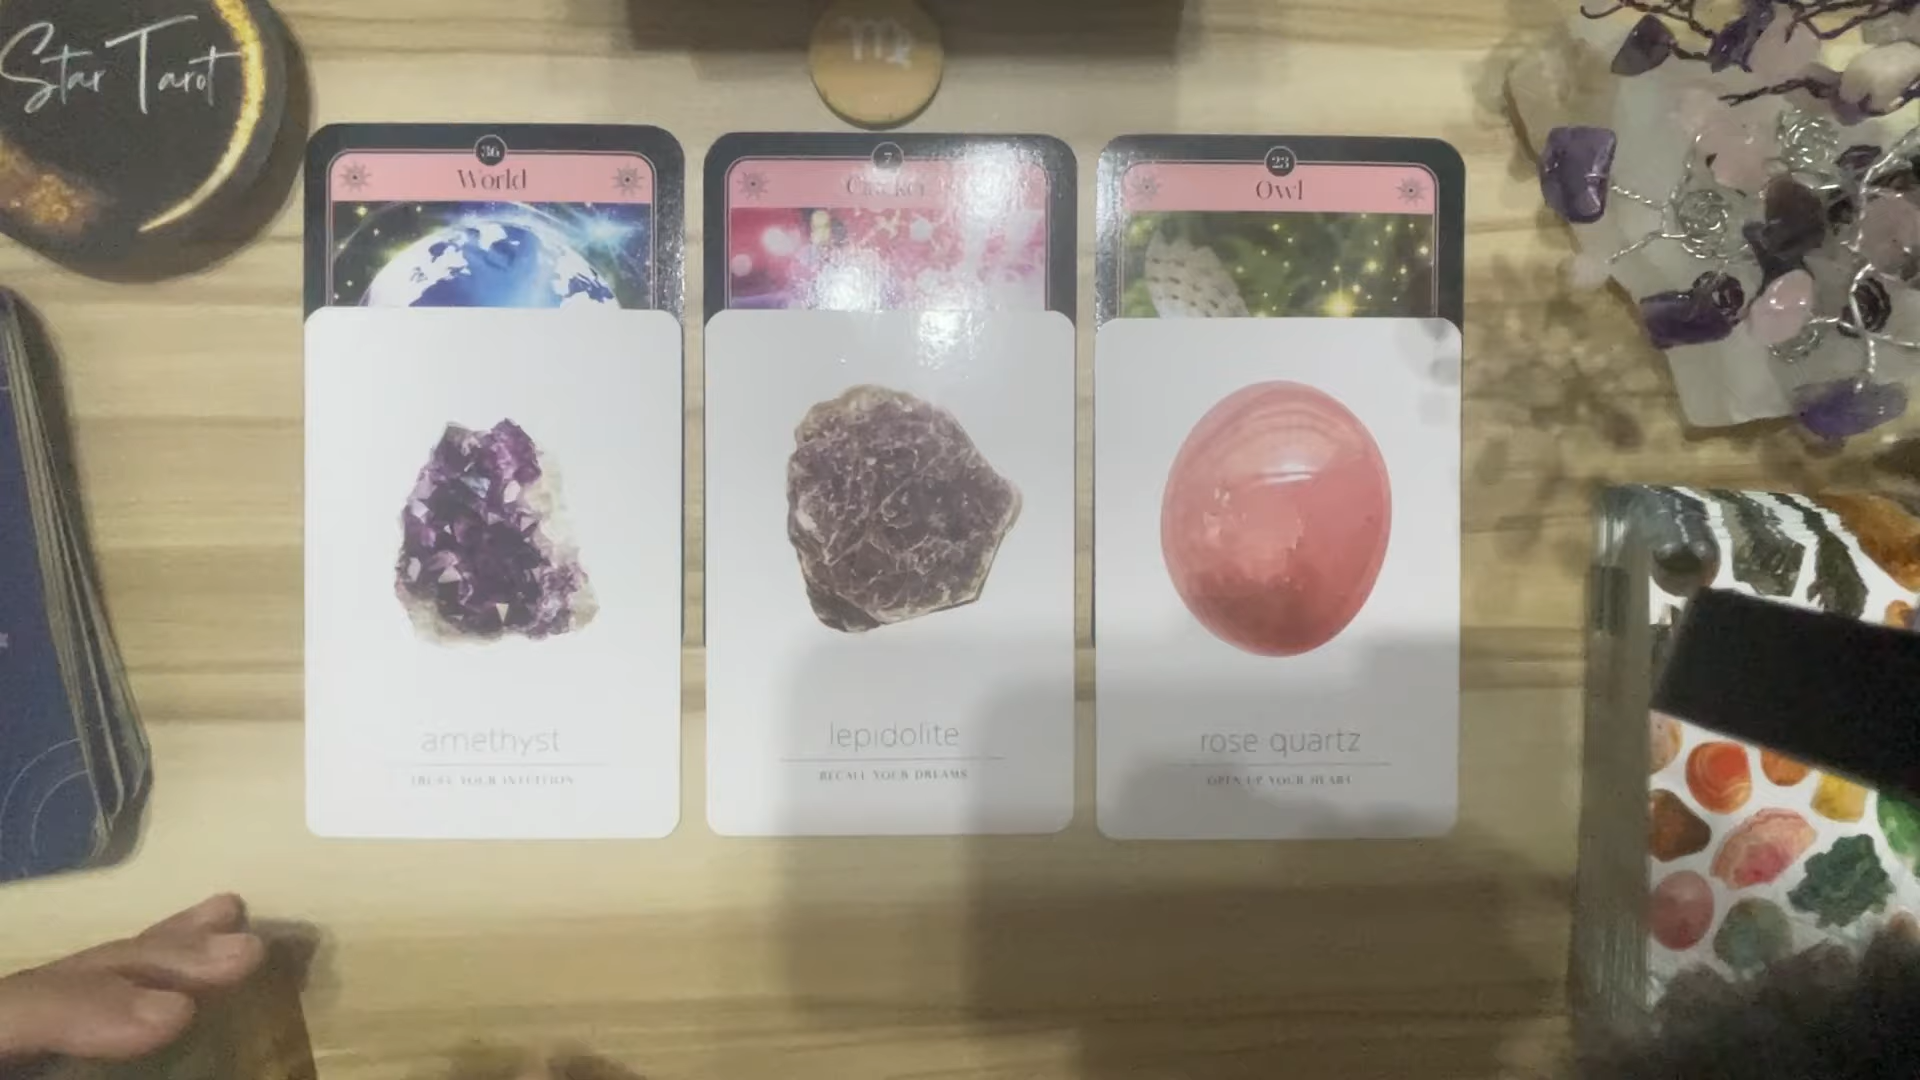 Star Tarot
36
World
7
23
Owl
amethyst
TRUST YOUR INTUITION
lepidolite
RECALL YOUR DREAMS
rose quartz
OPEN UP YOUR HEART